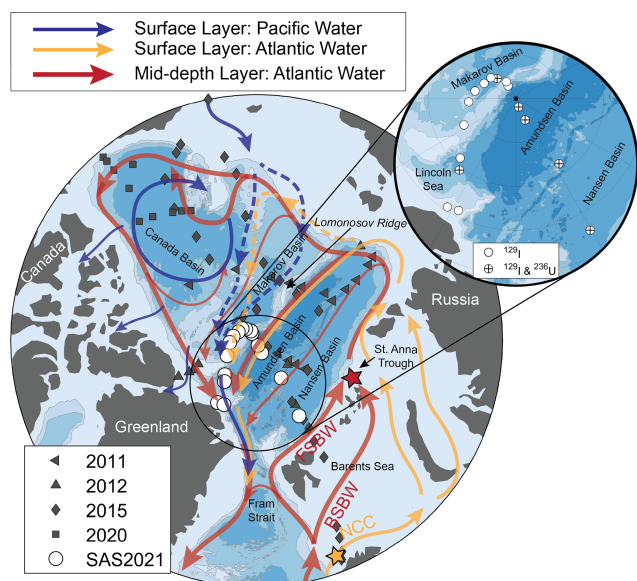 Surface Layer: Pacific Water
Surface Layer: Atlantic Water
Mid-depth Layer: Atlantic Water
Makarov Basin
Amundsen Basin
Lincoln
Sea
Nansen Basin
129I
129I & 236U
Lomonosov Ridge
Canada
Canada Basin
Makarov Basin
Russia
Amundsen Basin
Nansen Basin
St. Anna
Trough
Greenland
FSBW
Barents Sea
BSBW
Fram
Strait
NCC
2011
2012
2015
2020
SAS2021